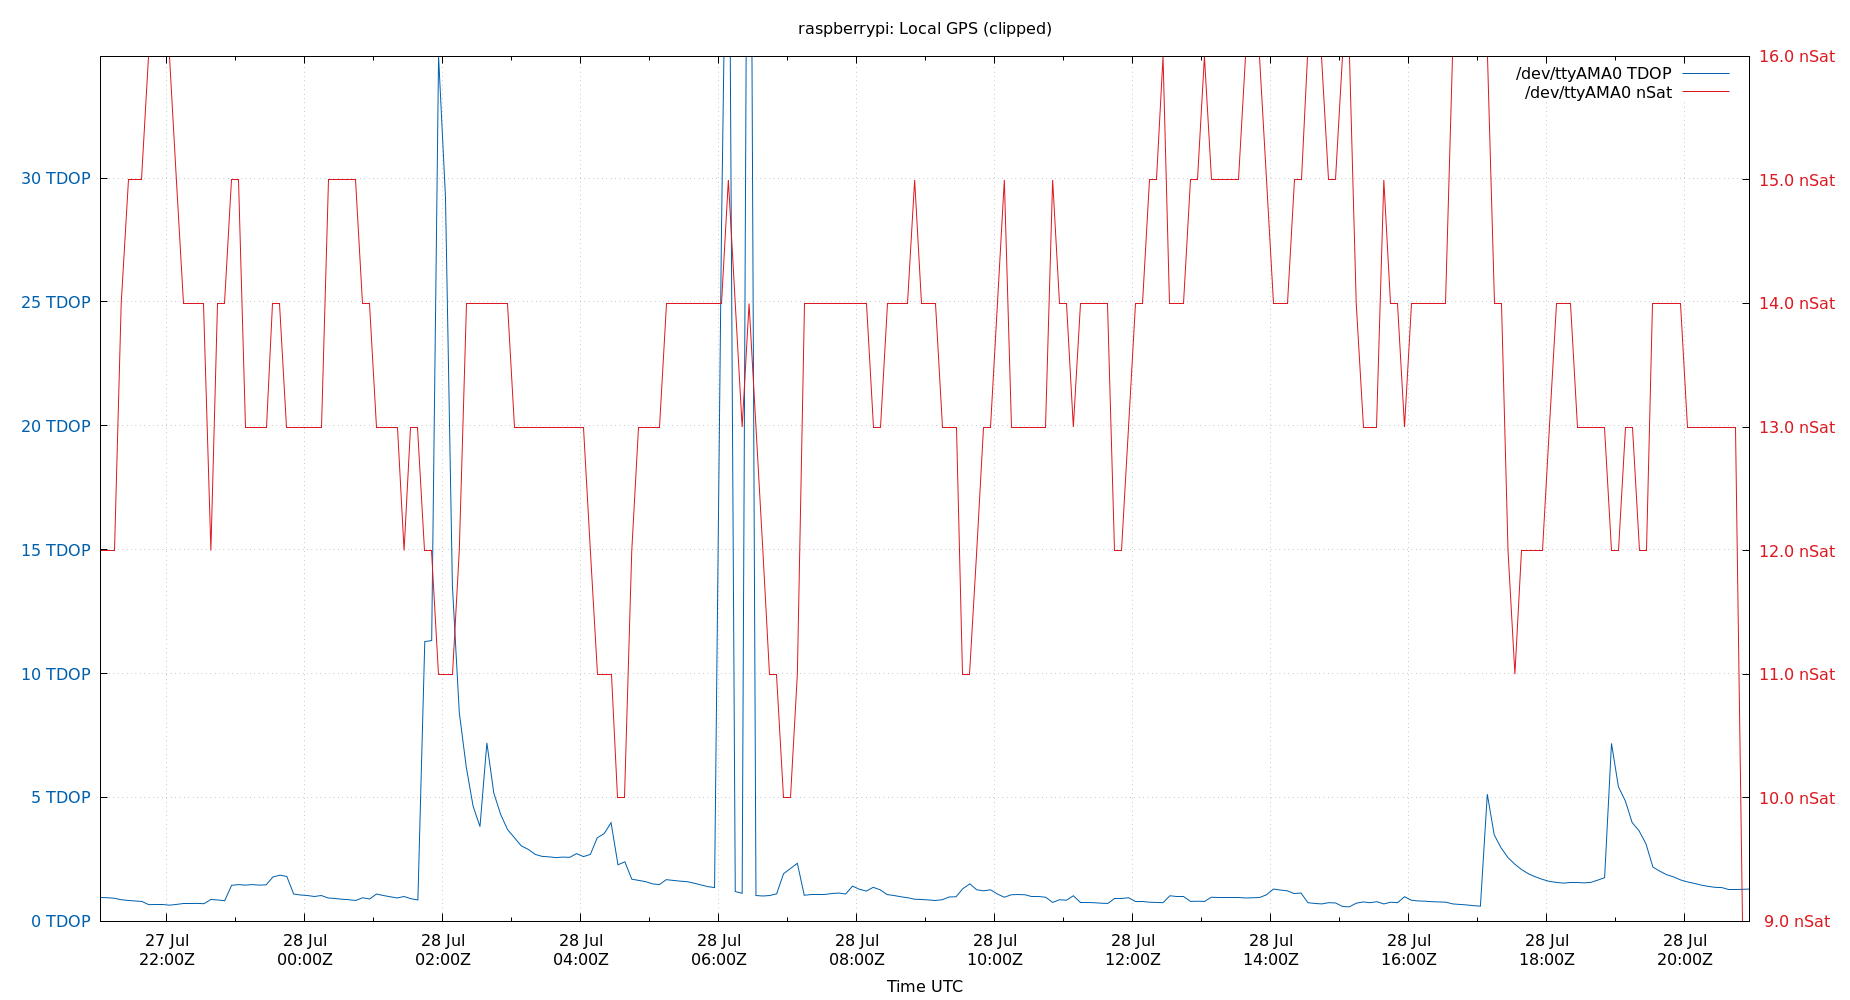 raspberrypi: Local GPS (clipped)
/dev/ttyAMA0 TDOP
/dev/ttyAMA0 nSat
30 TDOP
25 TDOP
20 TDOP
15 TDOP
10 TDOP
5 TDOP
0 TDOP
16.0 nSat
15.0 nSat
14.0 nSat
13.0 nSat
12.0 nSat
11.0 nSat
10.0 nSat
9.0 nSat
27 Jul 28 Jul 28 Jul 28 Jul 28 Jul 28 Jul 28 Jul 28 Jul 28 Jul 28 Jul 28 Jul 28 Jul
22:00Z 00:00Z 02:00Z 04:00Z 06:00Z 08:00Z 10:00Z 12:00Z 14:00Z 16:00Z 18:00Z 20:00Z
Time UTC